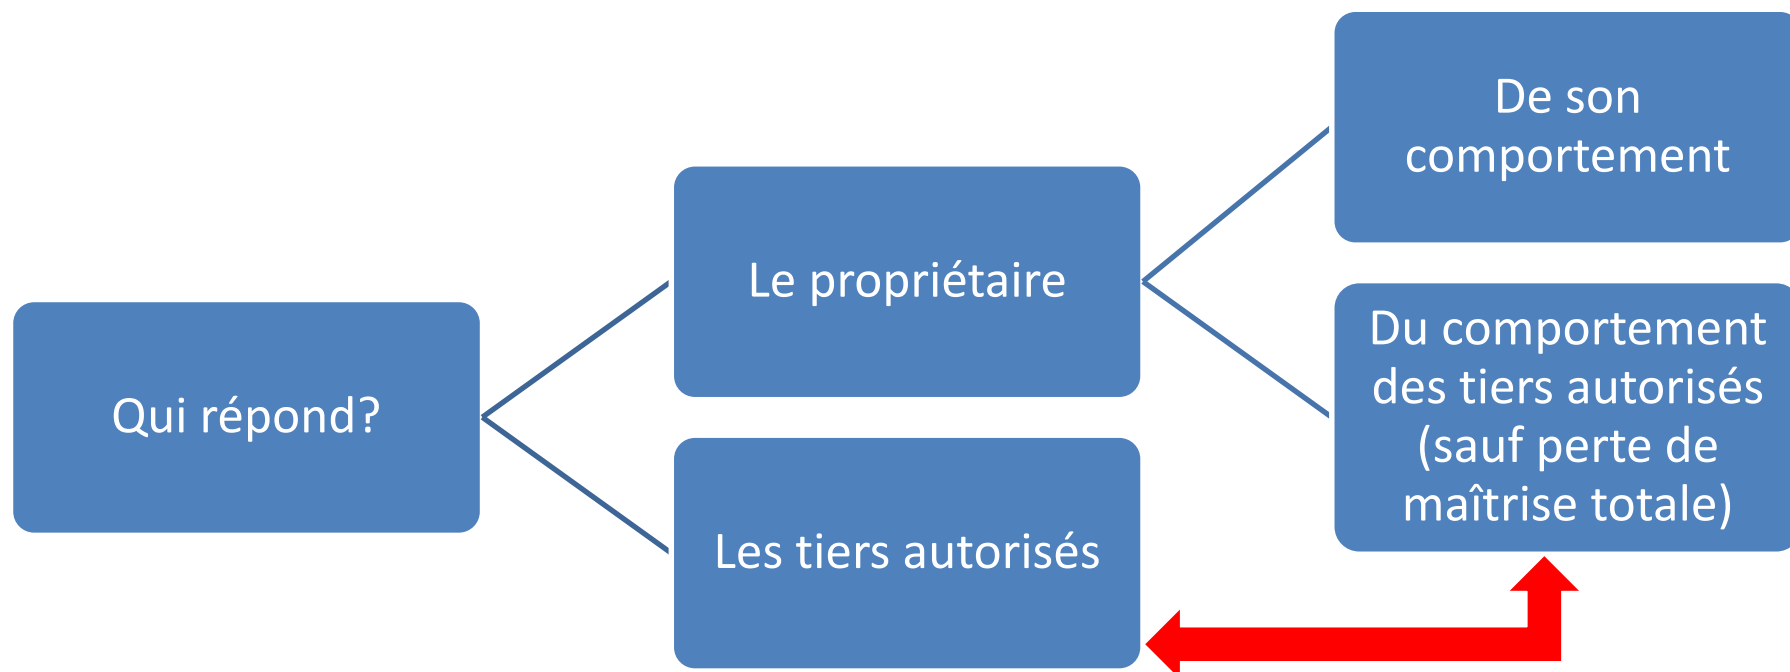 Qui répond?
Le propriétaire
Les tiers autorisés
De son
comportement
Du comportement
des tiers autorisés
(sauf perte de
maîtrise totale)